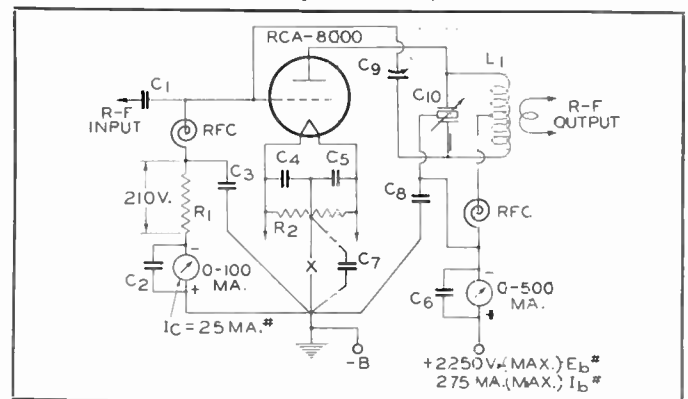 RCA-8000
C1
R-F
INPUT
RFC
C3
210V.
R1
C2
0-100
MA.
IC = 25 MA.#
C4
C5
R2
X
C7
-B
C9
C10
L1
R-F
OUTPUT
C8
RFC
C6
0-500
MA.
+2250V. (MAX.) Eb#
275 MA. (MAX.) Ib#